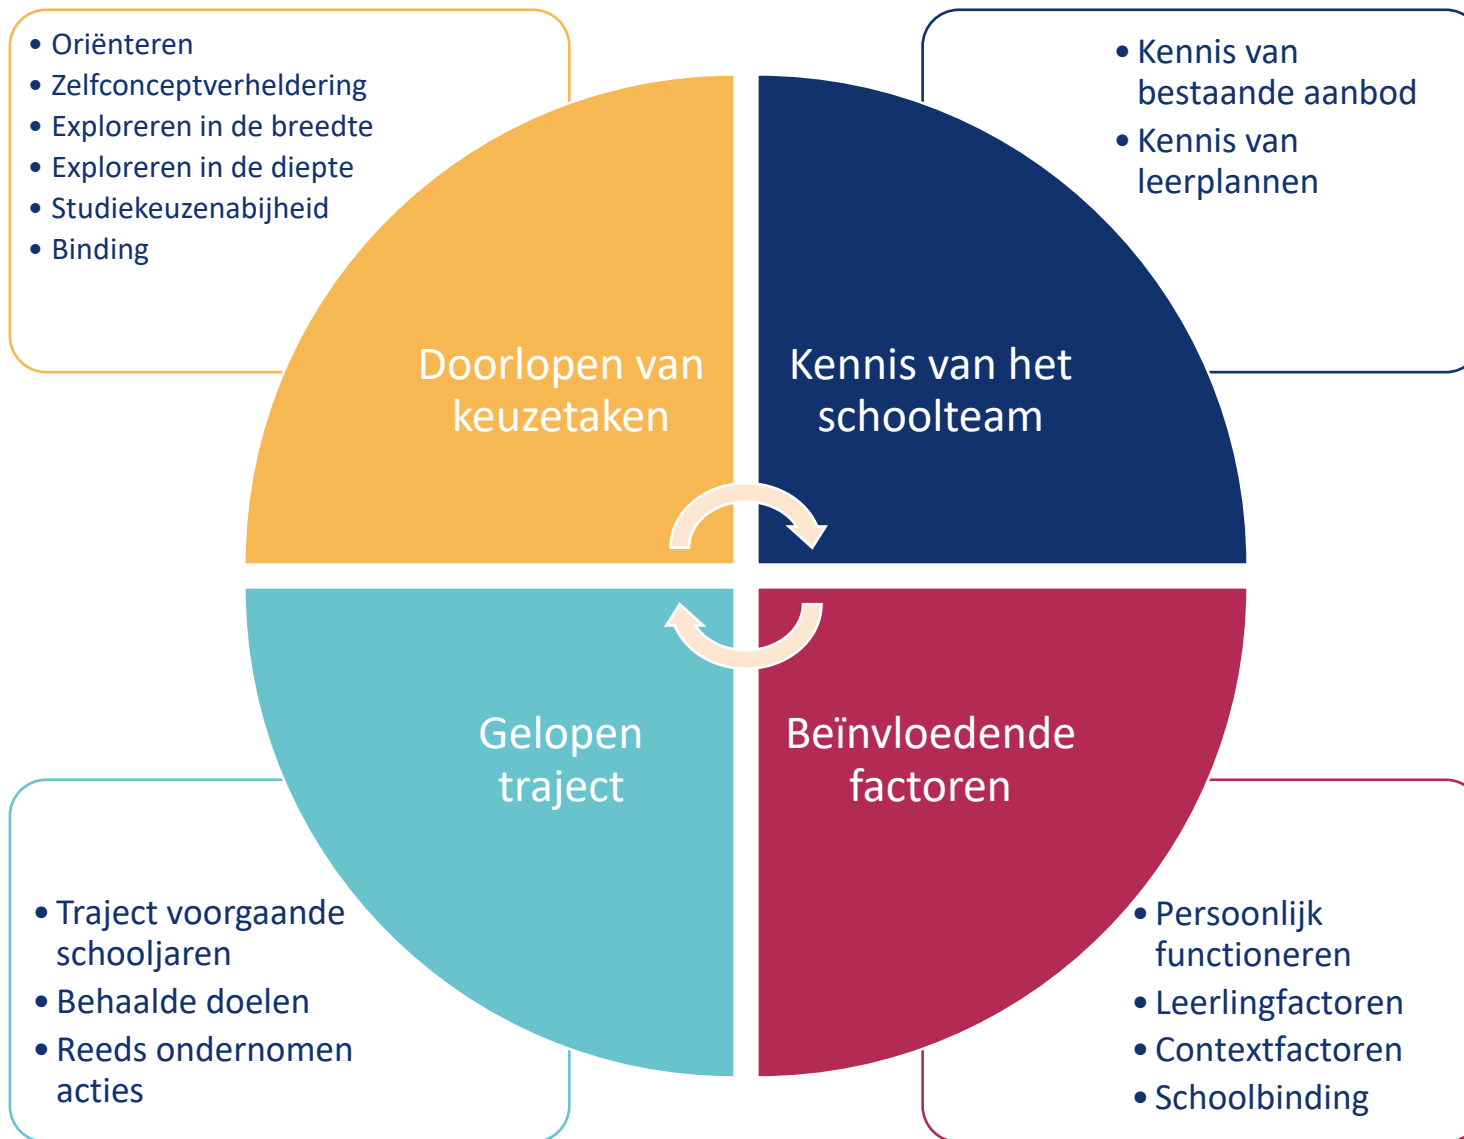 • Oriënteren
• Zelfconceptverheldering
• Exploreren in de breedte
• Exploreren in de diepte
• Studiekeuzenabijheid
• Binding
• Kennis van
bestaande aanbod
• Kennis van
leerplannen
Doorlopen van
keuzetaken
Kennis van het
schoolteam
Gelopen
traject
Beïnvloedende
factoren
• Traject voorgaande
schooljaren
• Behaalde doelen
• Reeds ondernomen
acties
• Persoonlijk
functioneren
• Leerlingfactoren
• Contextfactoren
• Schoolbinding